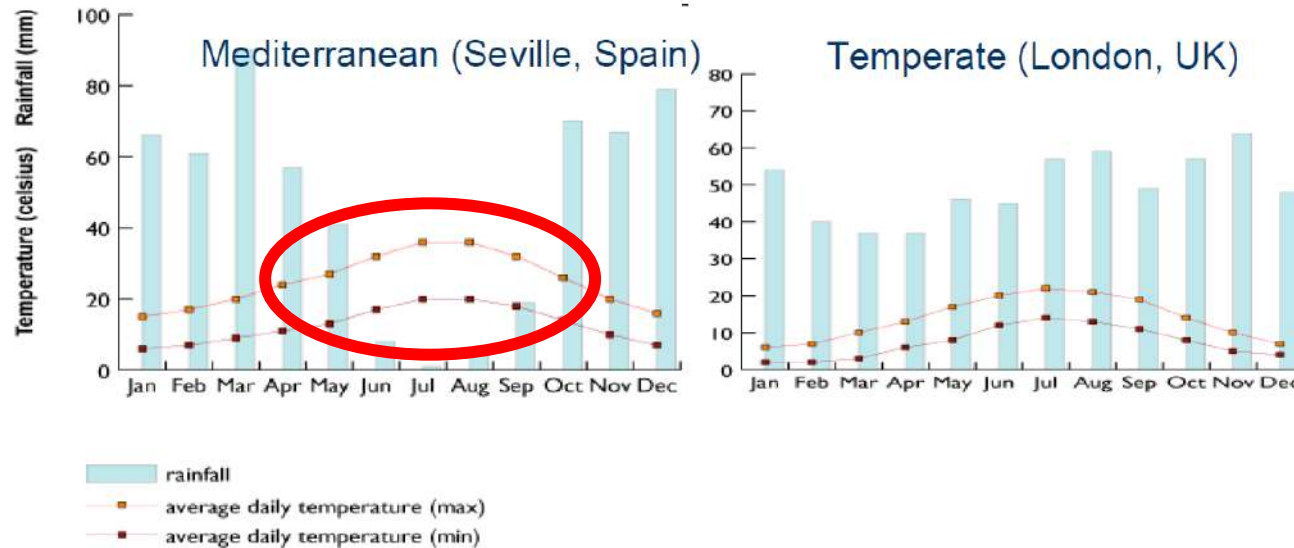 Mediterranean (Seville, Spain)
Temperature (celsius) Rainfall (mm)
100
80
60
40
20
0
Jan Feb Mar Apr May Jun Jul Aug Sep Oct Nov Dec
Temperate (London, UK)
80
70
60
50
40
30
20
10
0
Jan Feb Mar Apr May Jun Jul Aug Sep Oct Nov Dec
rainfall
average daily temperature (max)
average daily temperature (min)